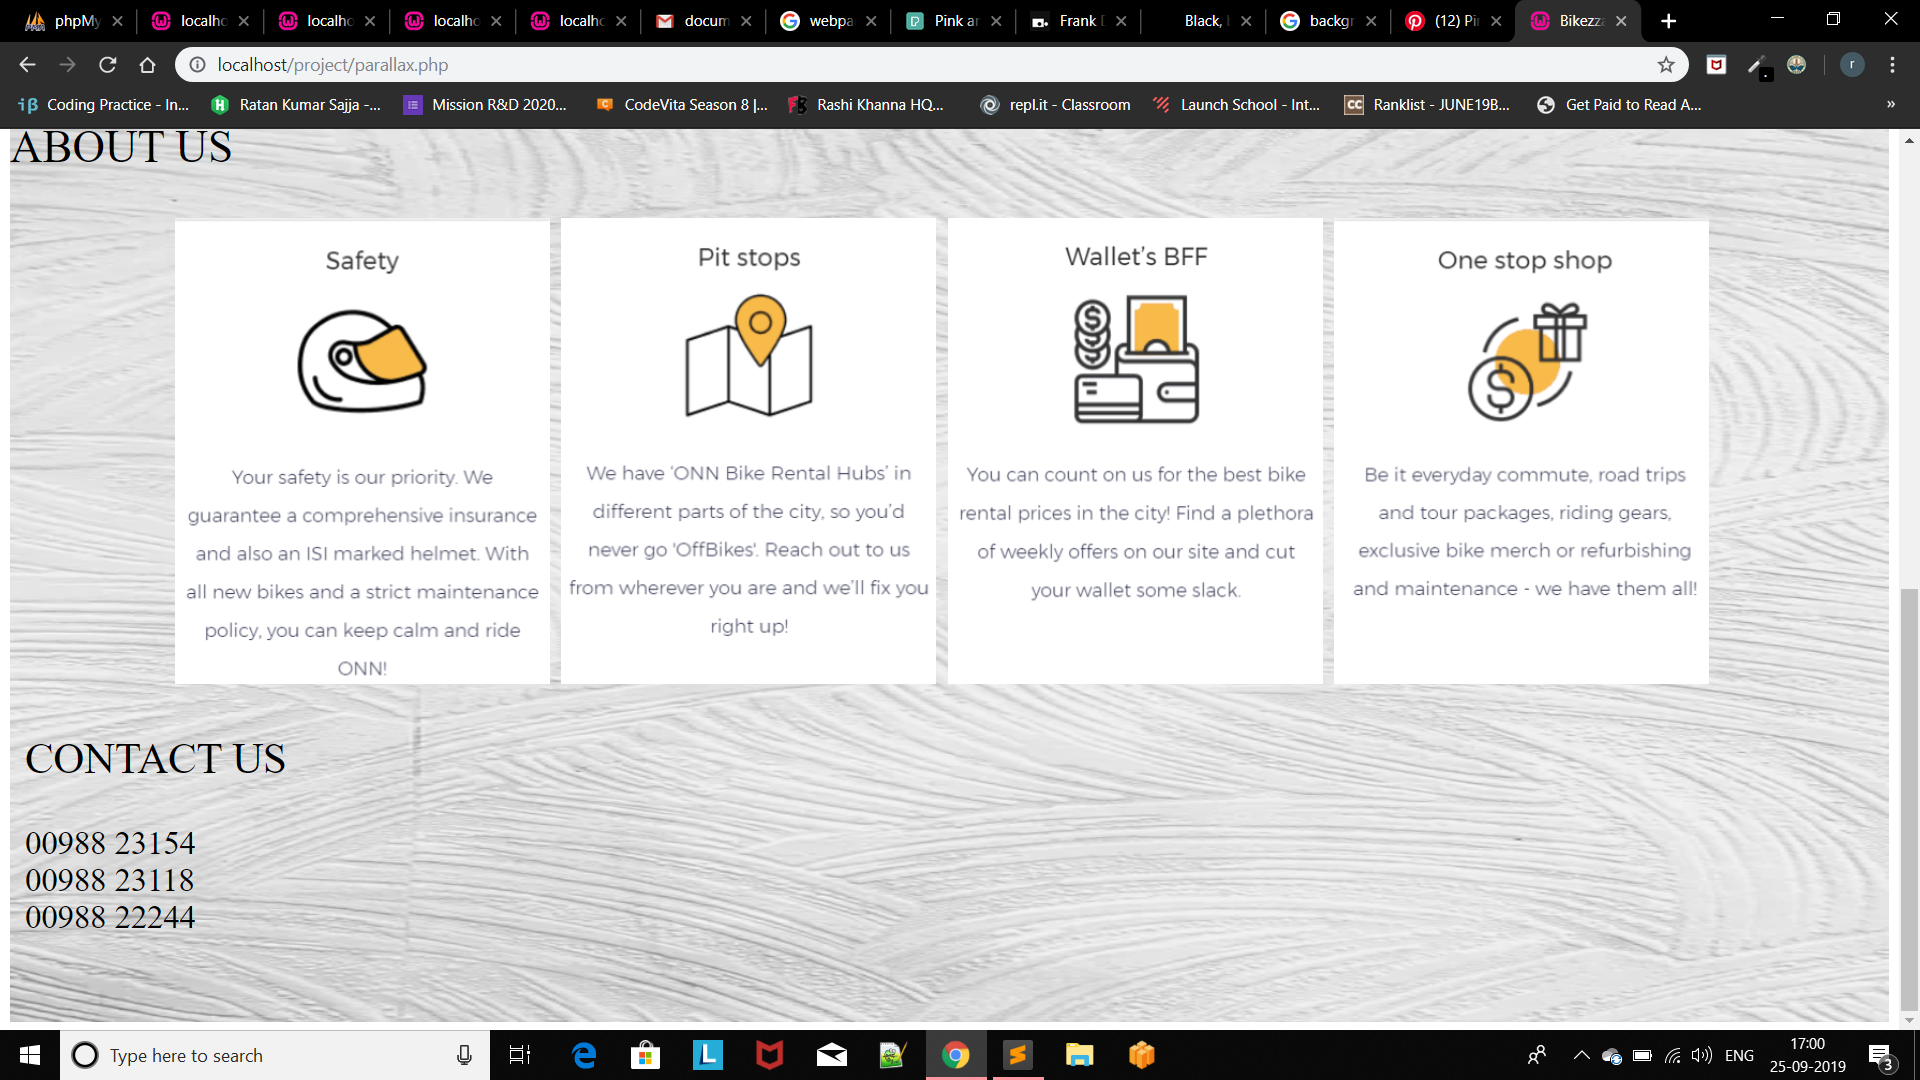 phpMy
localho
localho
localho
localho
docum
webpa
Pink ar
Frank
Black,
backgr
(12) Pi
Bikezza
localhost/project/parallax.php
r
Coding Practice - In...
Ratan Kumar Sajja -...
Mission R&D 2020...
CodeVita Season 8 |...
Rashi Khanna HQ...
repl.it - Classroom
Launch School - Int...
CC
Ranklist - JUNE19B...
Get Paid to Read A...
»
ABOUT US
Safety
Your safety is our priority. We
guarantee a comprehensive insurance
and also an ISI marked helmet. With
all new bikes and a strict maintenance
policy, you can keep calm and ride
ONN!
Pit stops
We have ‘ONN Bike Rental Hubs’ in
different parts of the city, so you’d
never go 'OffBikes'. Reach out to us
from wherever you are and we’ll fix you
right up!
Wallet’s BFF
You can count on us for the best bike
rental prices in the city! Find a plethora
of weekly offers on our site and cut
your wallet some slack.
One stop shop
Be it everyday commute, road trips
and tour packages, riding gears,
exclusive bike merch or refurbishing
and maintenance - we have them all!
CONTACT US
00988 23154
00988 23118
00988 22244
Type here to search
ENG
17:00
25-09-2019
3